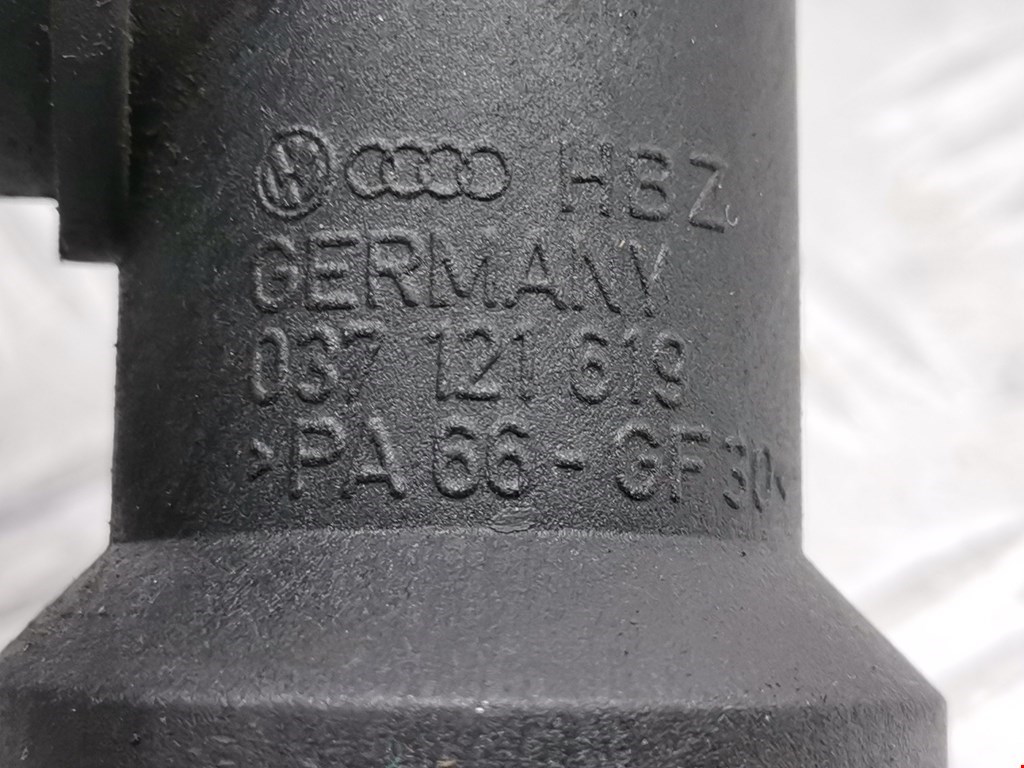 HBZ
GERMANY
037 121 619
>PA 66-GF30<